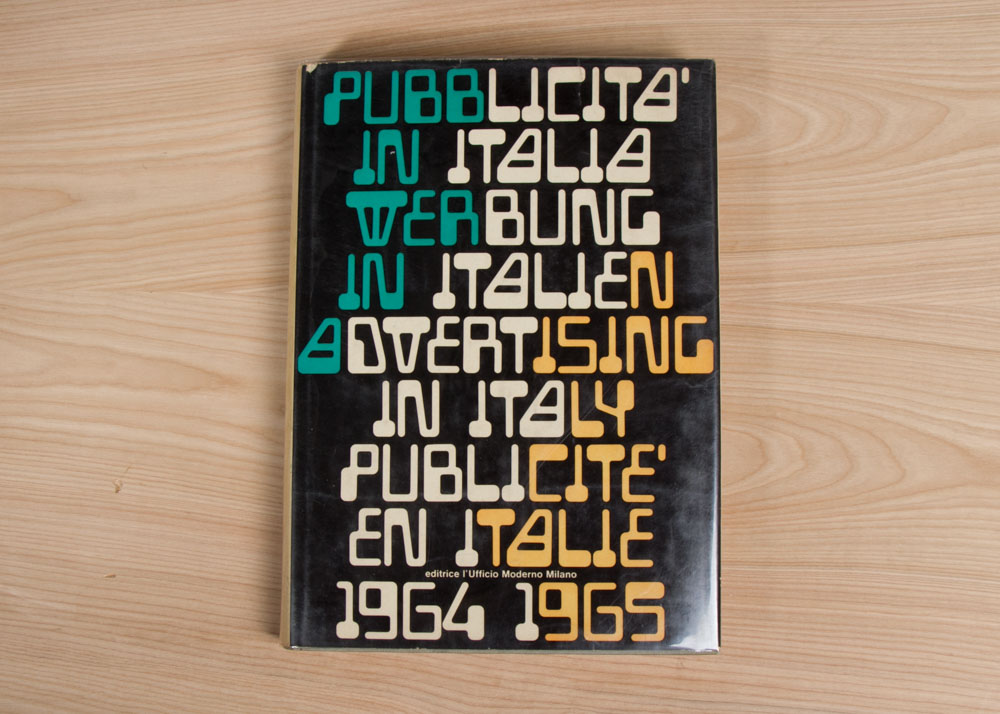 PUBBLICITA'
IN ITALIA
WERBUNG
IN ITALIEN
ADVERTISING
IN ITALY
PUBLICITE'
EN ITALIE
editrice l'Ufficio Moderno Milano
1964 1965